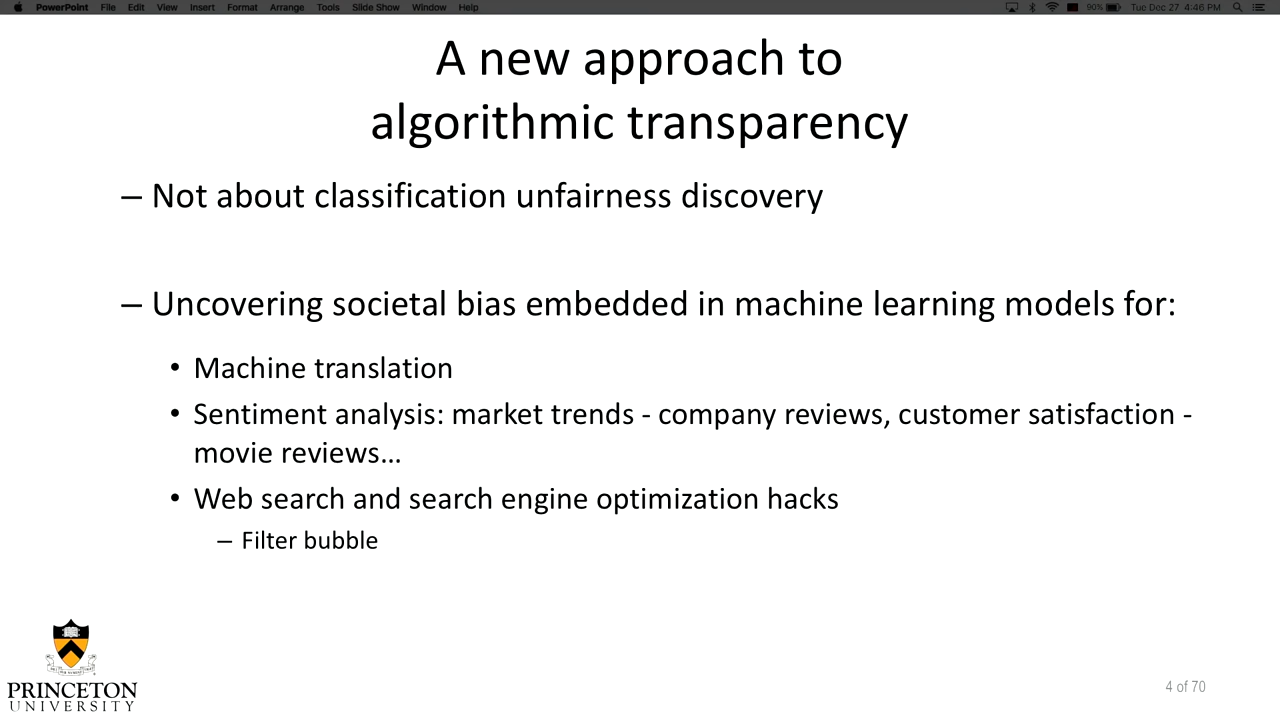 PowerPoint File Edit View Insert Format Arrange Tools Slide Show Window Help 90% Tue Dec 27 4:46 PM
A new approach to
algorithmic transparency
– Not about classification unfairness discovery
– Uncovering societal bias embedded in machine learning models for:
• Machine translation
• Sentiment analysis: market trends - company reviews, customer satisfaction -
movie reviews…
• Web search and search engine optimization hacks
– Filter bubble
PRINCETON
UNIVERSITY
4 of 70